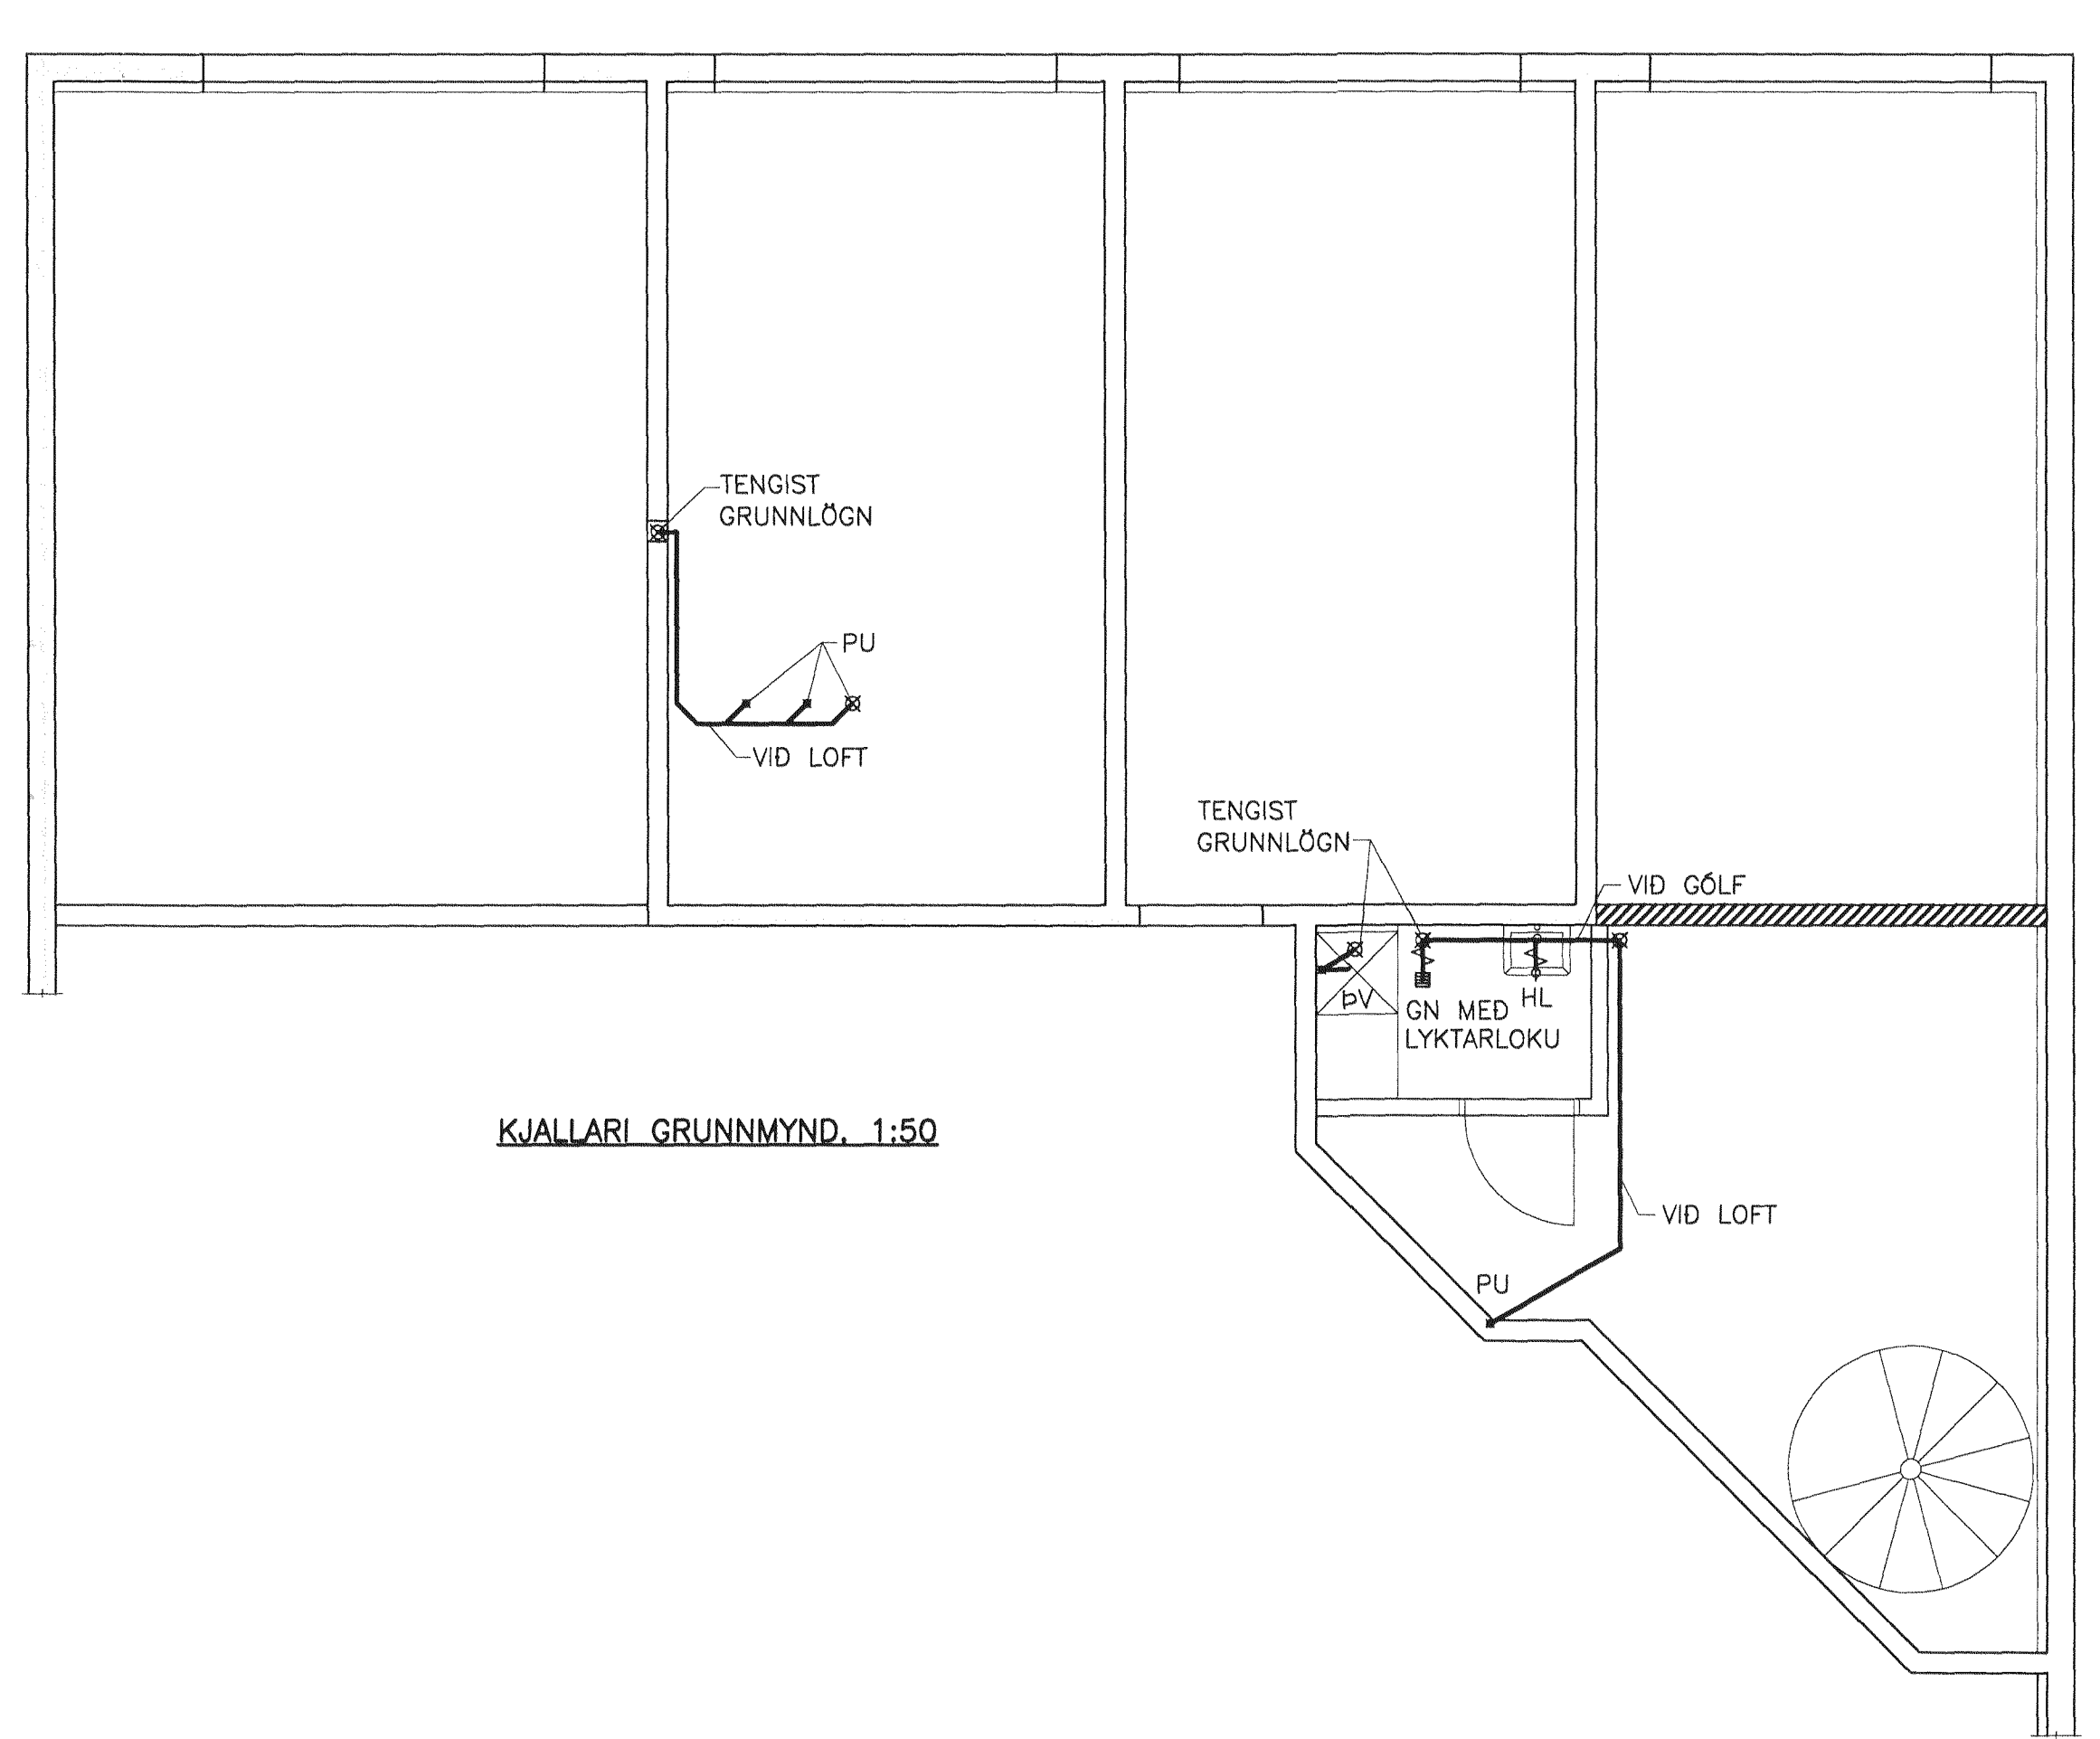 TENGIST
GRUNNLÖGN
PU
VIÐ LOFT
TENGIST
GRUNNLÖGN
VIÐ GÓLF
ÞV
HL
GN MEÐ
LYKTARLOKU
KJALLARI GRUNNMYND. 1:50
VIÐ LOFT
PU